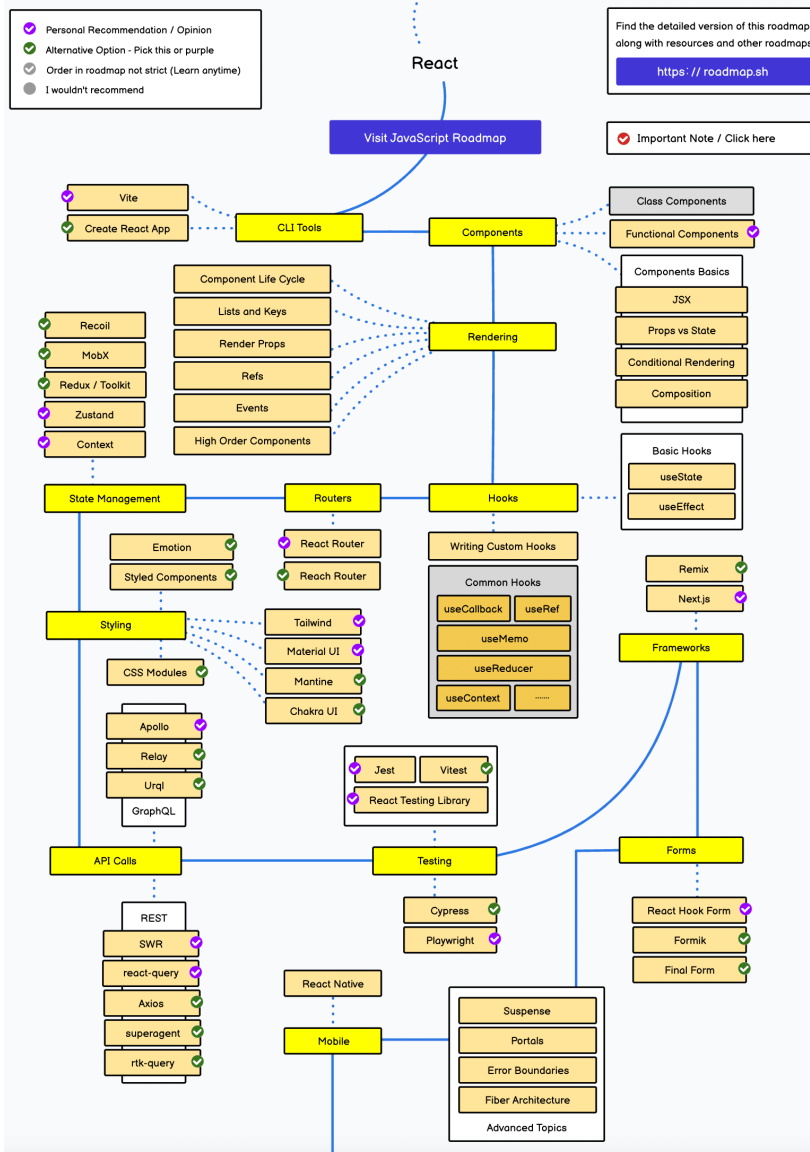 Personal Recommendation / Opinion
Alternative Option - Pick this or purple
Order in roadmap not strict (Learn anytime)
I wouldn't recommend
React
Find the detailed version of this roadmap
along with resources and other roadmaps
https://roadmap.sh
Visit JavaScript Roadmap
Important Note / Click here
Vite
Create React App
CLI Tools
Components
Class Components
Functional Components
Components Basics
JSX
Props vs State
Conditional Rendering
Composition
Component Life Cycle
Lists and Keys
Render Props
Refs
Events
High Order Components
Rendering
Recoil
MobX
Redux / Toolkit
Zustand
Context
State Management
Routers
Hooks
Basic Hooks
useState
useEffect
React Router
Reach Router
Writing Custom Hooks
Common Hooks
useCallback
useRef
useMemo
useReducer
useContext
.......
Emotion
Styled Components
Styling
CSS Modules
Tailwind
Material UI
Mantine
Chakra UI
Remix
Next.js
Frameworks
Apollo
Relay
Urql
GraphQL
Jest
Vitest
React Testing Library
API Calls
Testing
Forms
REST
SWR
react-query
Axios
superagent
rtk-query
Cypress
Playwright
React Hook Form
Formik
Final Form
React Native
Mobile
Suspense
Portals
Error Boundaries
Fiber Architecture
Advanced Topics